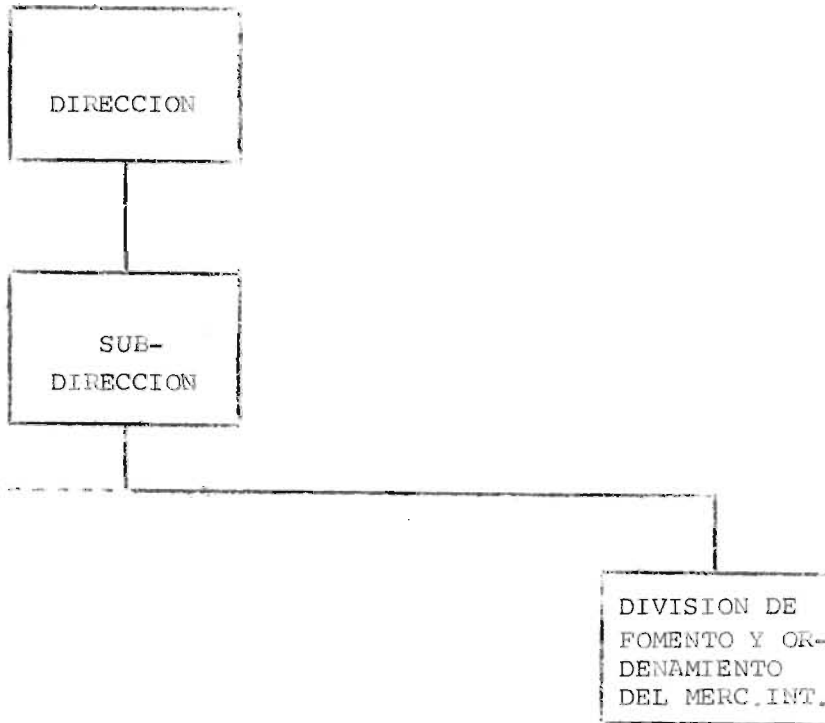 DIRECCION
SUB-
DIRECCION
DIVISION DE
FOMENTO Y OR-
DENAMIENTO
DEL MERC.INT.